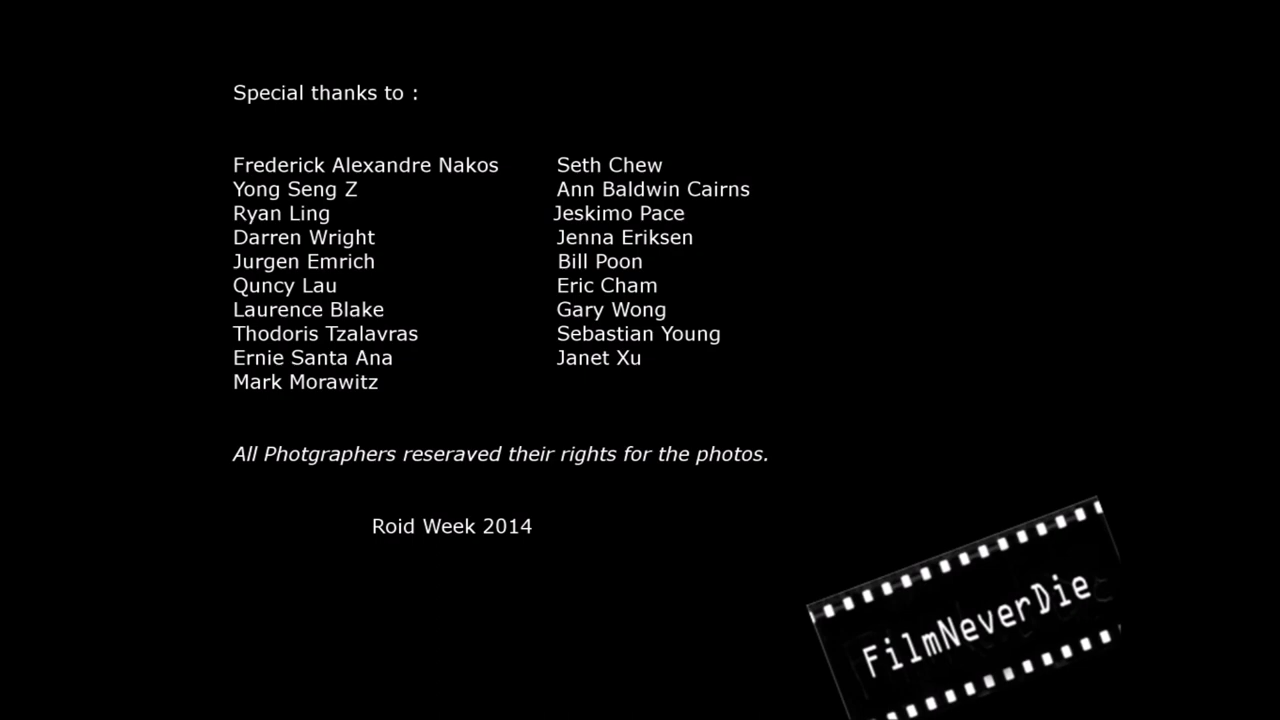 Special thanks to :
Frederick Alexandre Nakos
Yong Seng Z
Ryan Ling
Darren Wright
Jurgen Emrich
Quncy Lau
Laurence Blake
Thodoris Tzalavras
Ernie Santa Ana
Mark Morawitz
Seth Chew
Ann Baldwin Cairns
Jeskimo Pace
Jenna Eriksen
Bill Poon
Eric Cham
Gary Wong
Sebastian Young
Janet Xu
All Photgraphers reseraved their rights for the photos.
Roid Week 2014
FilmNeverDie